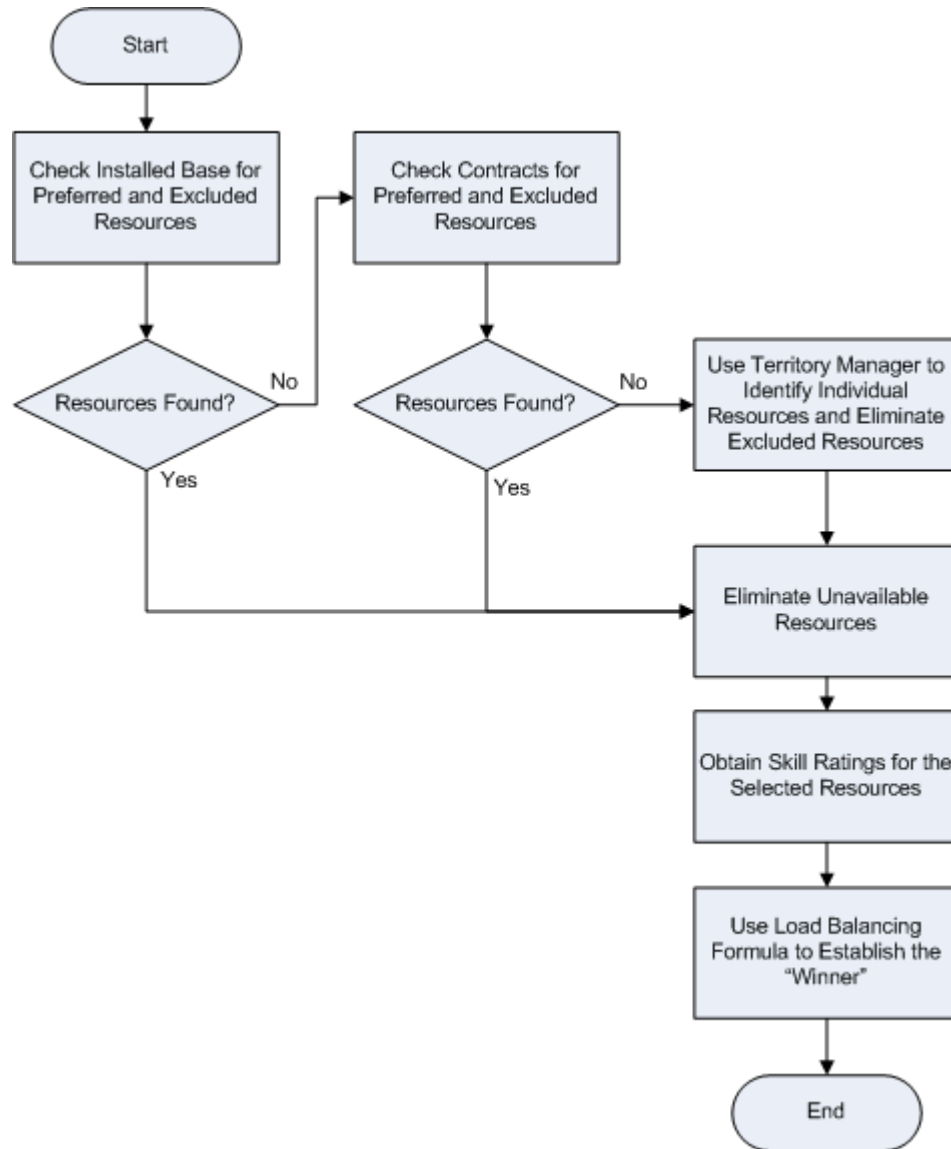 Start
Check Installed Base for
Preferred and Excluded
Resources
Check Contracts for
Preferred and Excluded
Resources
Resources Found?
No
Yes
Resources Found?
No
Yes
Use Territory Manager to
Identify Individual
Resources and Eliminate
Excluded Resources
Eliminate Unavailable
Resources
Obtain Skill Ratings for the
Selected Resources
Use Load Balancing
Formula to Establish the
“Winner”
End